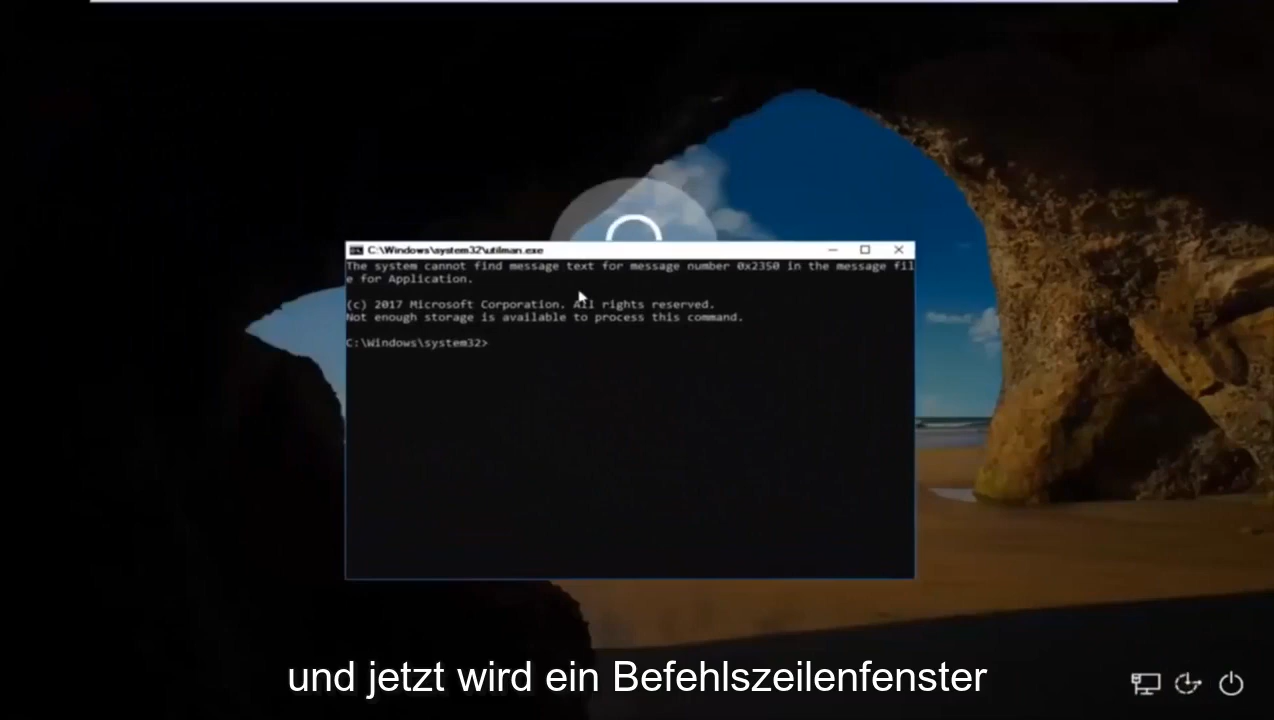 C:\Windows\system32\utilman.exe
The system cannot find message text for message number 0x2350 in the message fil
e for Application.
(c) 2017 Microsoft Corporation. All rights reserved.
Not enough storage is available to process this command.
C:\Windows\system32>
und jetzt wird ein Befehlszeilenfenster